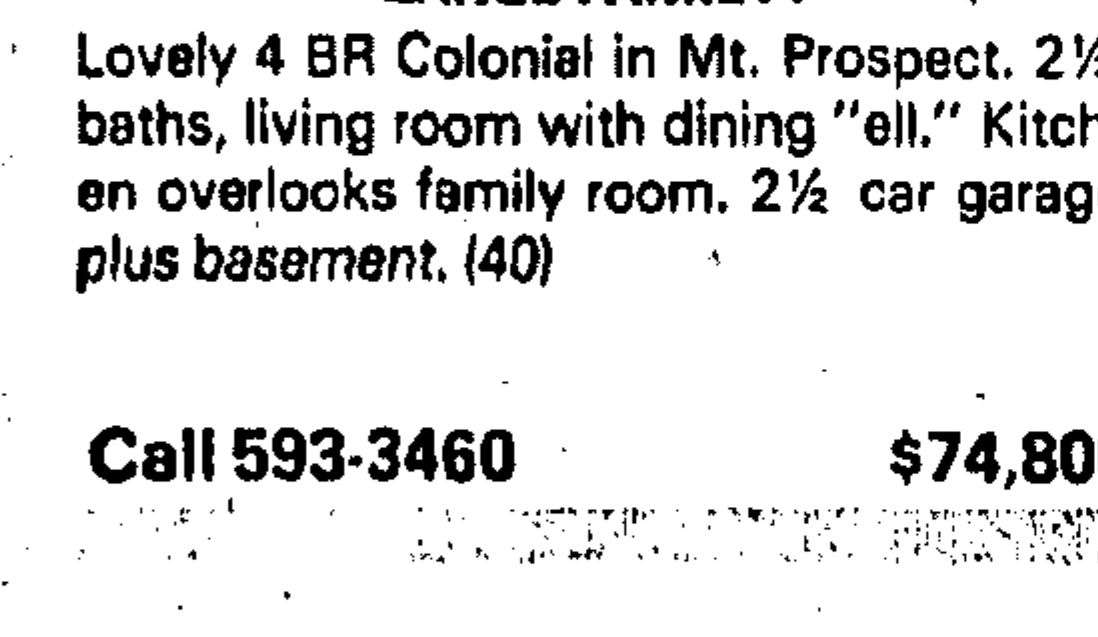 Lovely 4 BR Colonial in Mt. Prospect. 2½
baths, living room with dining "ell." Kitch
en overlooks family room. 2½ car garag
plus basement. (40)
Call 593-3460
$74,80